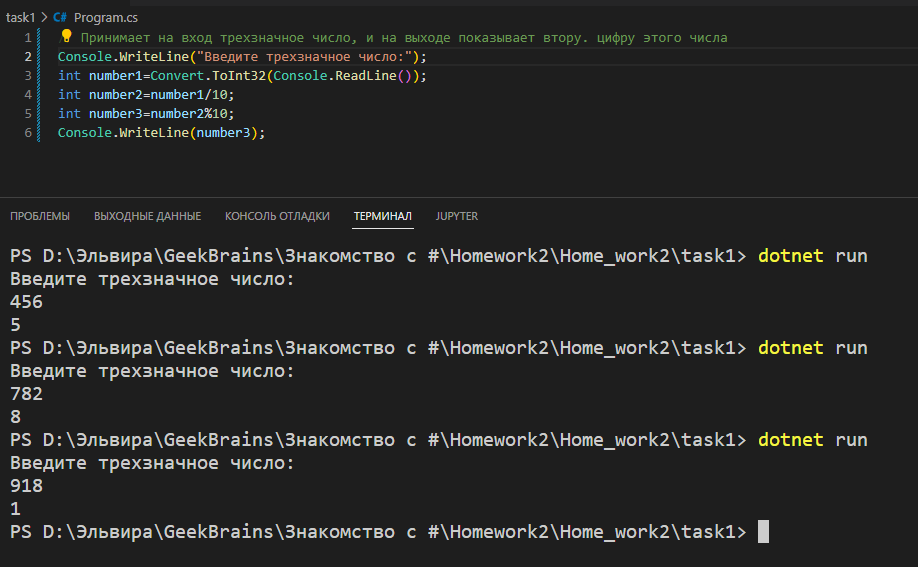 task1 > C# Program.cs
1 Принимает на вход трехзначное число, и на выходе показывает втору. цифру этого числа
2 Console.WriteLine("Введите трехзначное число:");
3 int number1=Convert.ToInt32(Console.ReadLine());
4 int number2=number1/10;
5 int number3=number2%10;
6 Console.WriteLine(number3);
ПРОБЛЕМЫ ВЫХОДНЫЕ ДАННЫЕ КОНСОЛЬ ОТЛАДКИ ТЕРМИНАЛ JUPYTER
PS D:\Эльвира\GeekBrains\Знакомство с #\Homework2\Home_work2\task1> dotnet run
Введите трехзначное число:
456
5
PS D:\Эльвира\GeekBrains\Знакомство с #\Homework2\Home_work2\task1> dotnet run
Введите трехзначное число:
782
8
PS D:\Эльвира\GeekBrains\Знакомство с #\Homework2\Home_work2\task1> dotnet run
Введите трехзначное число:
918
1
PS D:\Эльвира\GeekBrains\Знакомство с #\Homework2\Home_work2\task1>